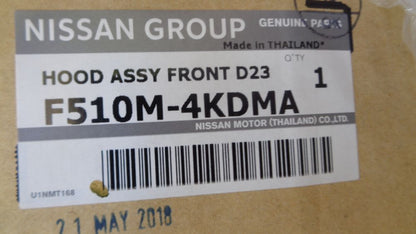 NISSAN
NISSAN GROUP GENUINE PARTS
Made in THAILAND*
HOOD ASSY FRONT D23
Q'TY
1
F510M-4KDMA
NISSAN MOTOR (THAILAND) CO.,LTD.
U1NMT168
21 MAY 2018